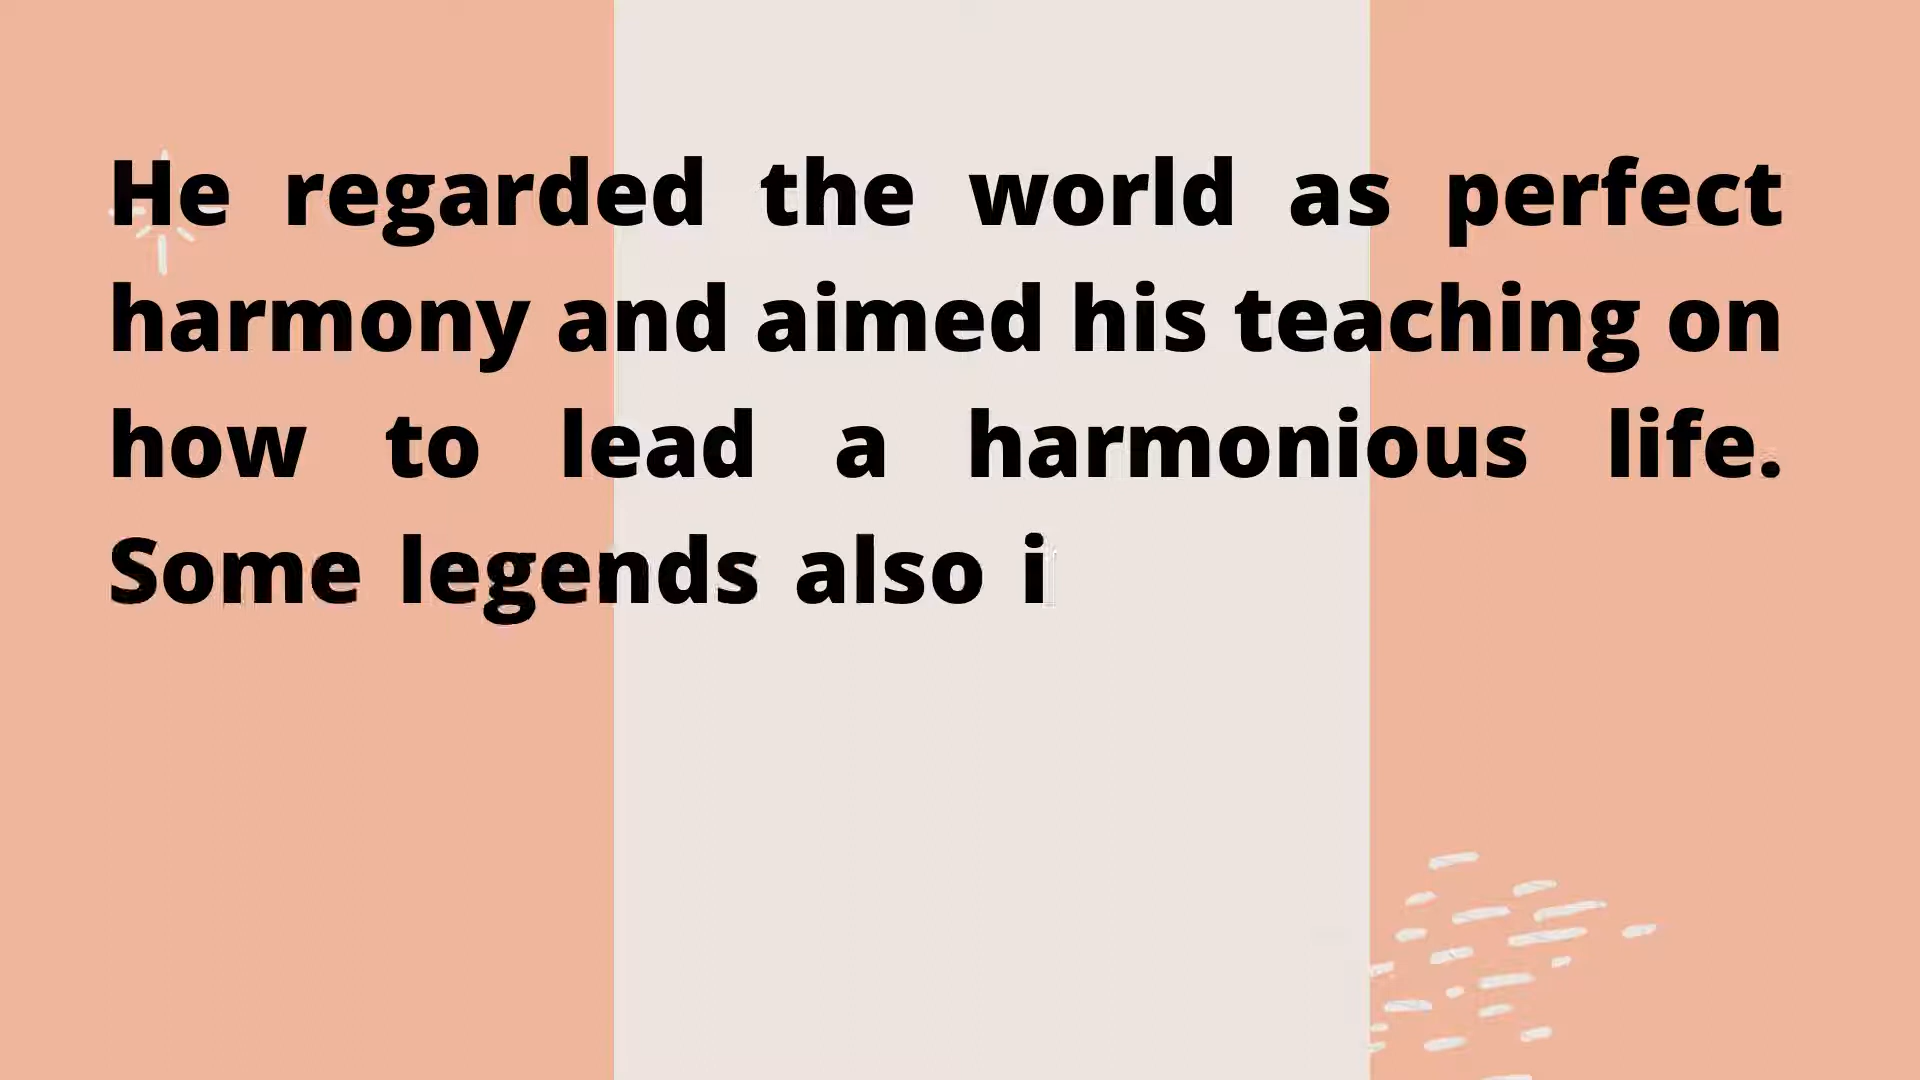 He regarded the world as perfect
harmony and aimed his teaching on
how to lead a harmonious life.
Some legends also i